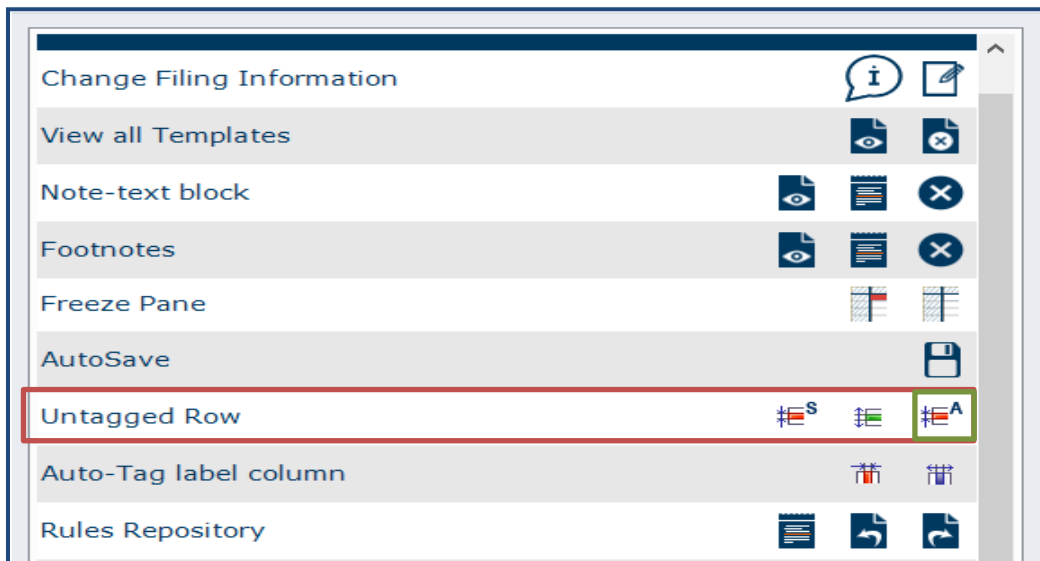 Change Filing Information i
View all Templates
Note-text block
Footnotes
Freeze Pane
AutoSave
Untagged Row S A
Auto-Tag label column
Rules Repository